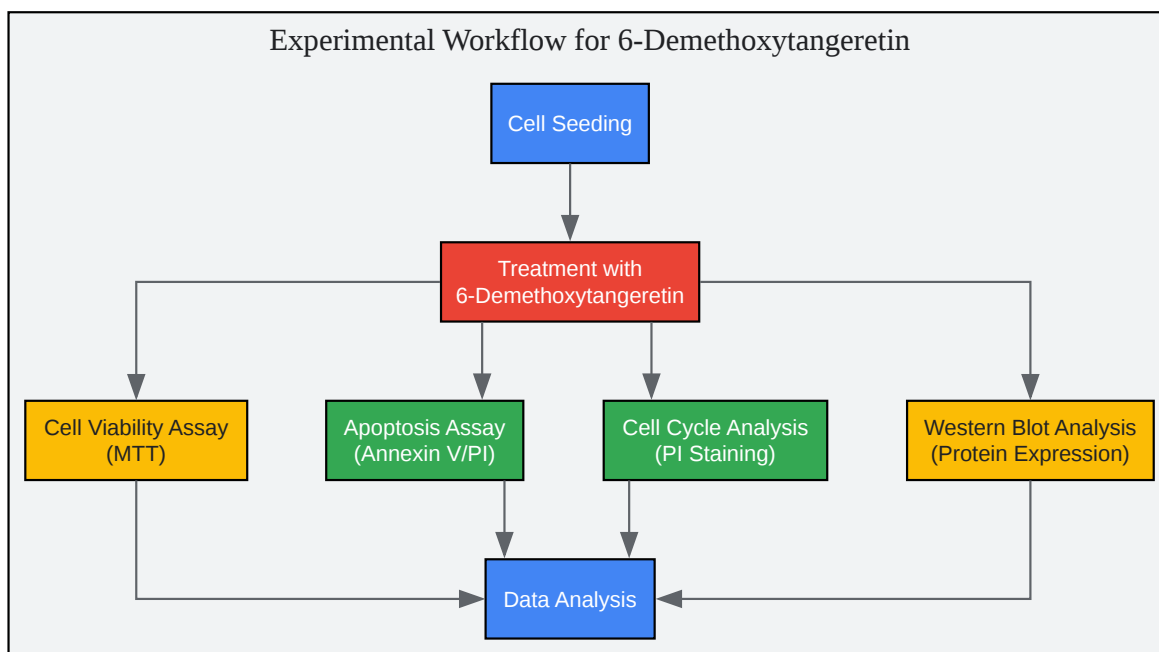 Experimental Workflow for 6-Demethoxytangeretin
Cell Seeding
Treatment with
6-Demethoxytangeretin
Cell Viability Assay
(MTT)
Apoptosis Assay
(Annexin V/PI)
Cell Cycle Analysis
(PI Staining)
Western Blot Analysis
(Protein Expression)
Data Analysis